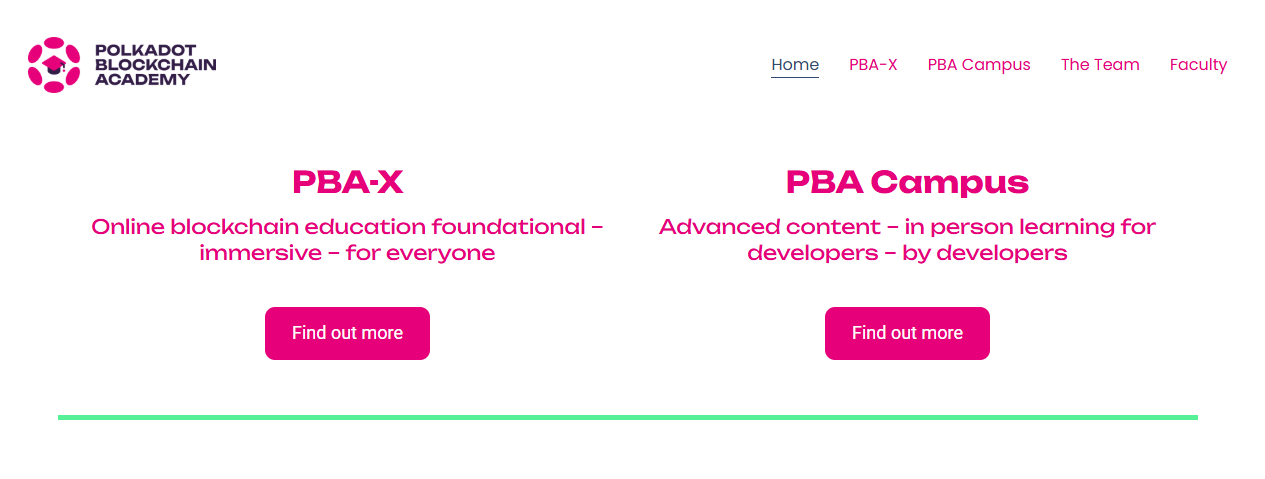 POLKADOT
BLOCKCHAIN
ACADEMY
Home
PBA-X
PBA Campus
The Team
Faculty
PBA-X
Online blockchain education foundational –
immersive – for everyone
Find out more
PBA Campus
Advanced content – in person learning for
developers – by developers
Find out more